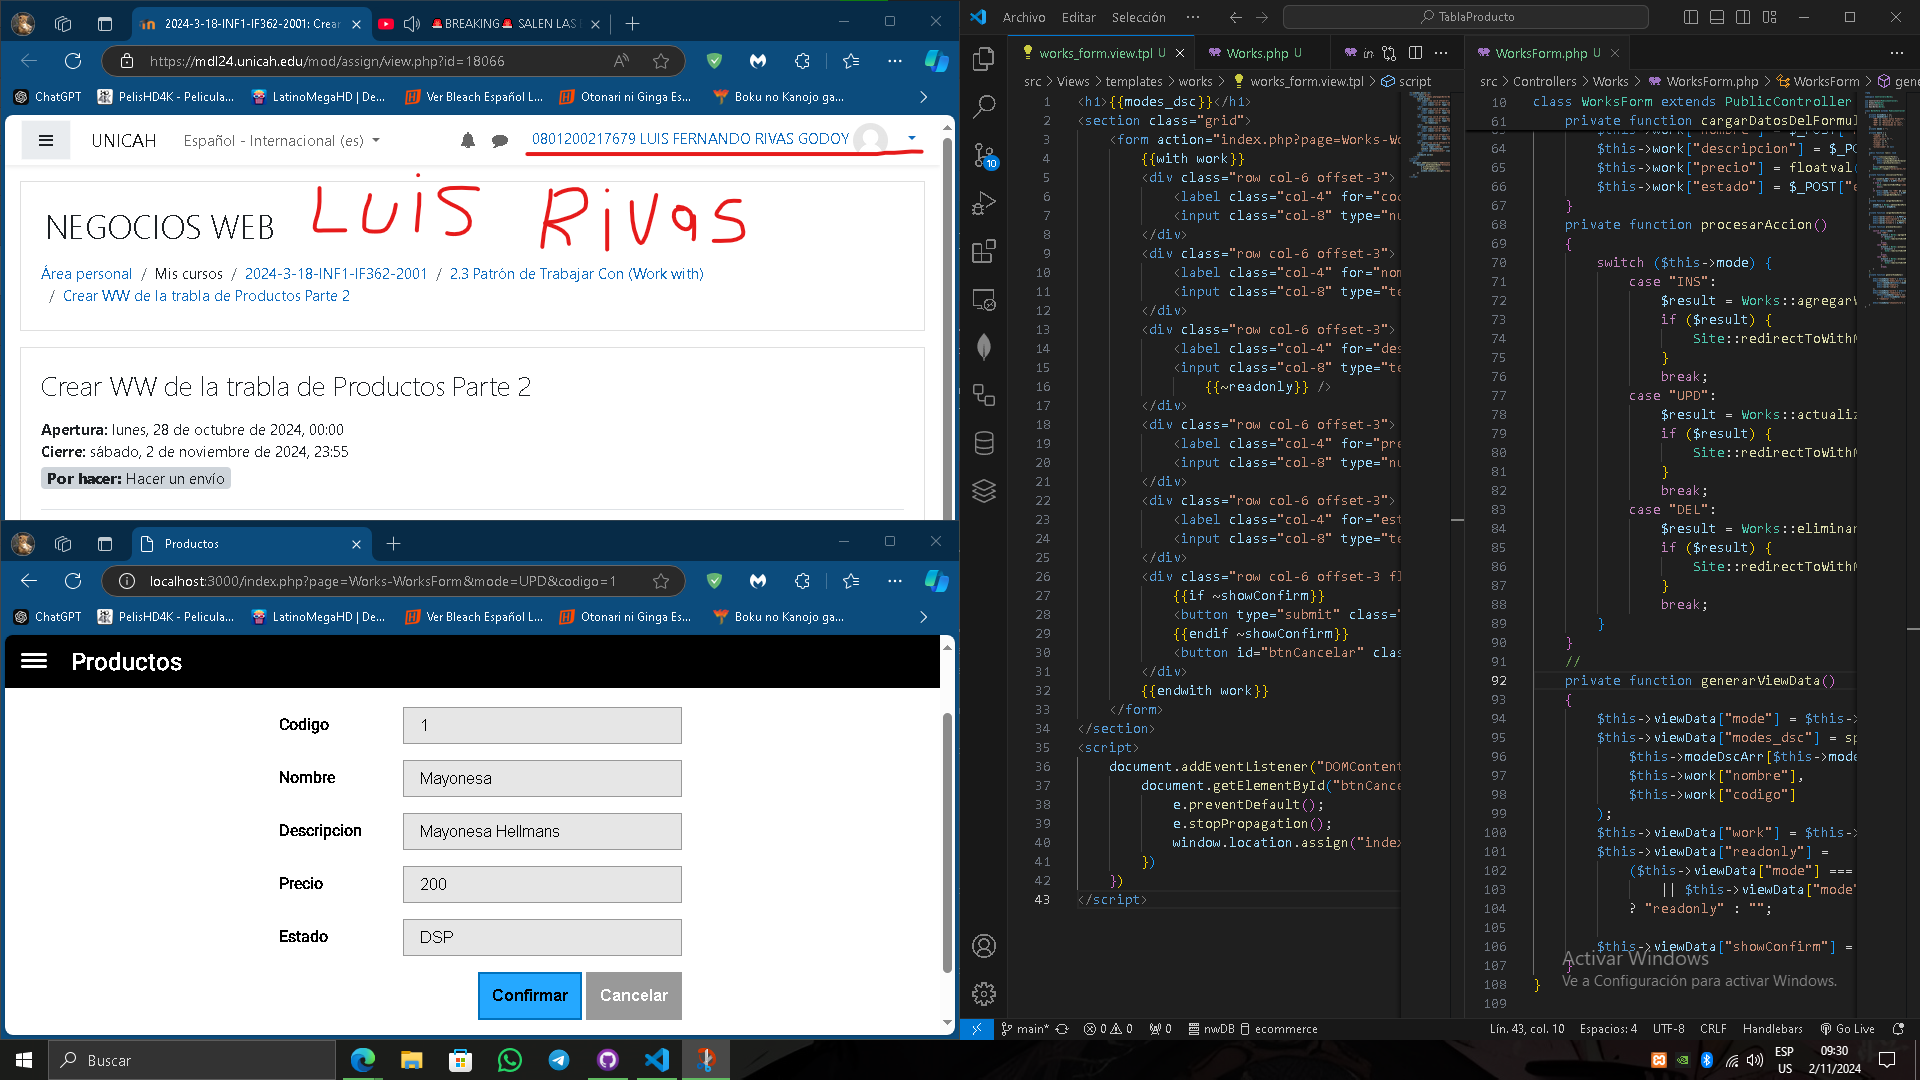 2024-3-18-INF1-IF362-2001: Crear
🚨BREAKING🚨 SALEN LAS
https://mdl24.unicah.edu/mod/assign/view.php?id=18066
ChatGPT
PelisHD4K - Pelicula...
LatinoMegaHD | De...
Ver Bleach Español L...
Otonari ni Ginga Es...
Boku no Kanojo ga...
UNICAH
Español - Internacional (es)
0801200217679 LUIS FERNANDO RIVAS GODOY
LUIS RIVAS
NEGOCIOS WEB
Área personal / Mis cursos / 2024-3-18-INF1-IF362-2001 / 2.3 Patrón de Trabajar Con (Work with)
/ Crear WW de la trabla de Productos Parte 2
Crear WW de la trabla de Productos Parte 2
Apertura: lunes, 28 de octubre de 2024, 00:00
Cierre: sábado, 2 de noviembre de 2024, 23:55
Por hacer: Hacer un envío
Productos
localhost:3000/index.php?page=Works-WorksForm&mode=UPD&codigo=1
ChatGPT
PelisHD4K - Pelicula...
LatinoMegaHD | De...
Ver Bleach Español L...
Otonari ni Ginga Es...
Boku no Kanojo ga...
Productos
Codigo 1
Nombre Mayonesa
Descripcion Mayonesa Hellmans
Precio 200
Estado DSP
Confirmar Cancelar
Archivo Editar Selección ...
TablaProducto
works_form.view.tpl U
Works.php U
in
src > Views > templates > works > works_form.view.tpl > script
1 <h1>{{modes_dsc}}</h1>
2 <section class="grid">
3 <form action="index.php?page=Works-Wo
4 {{with work}}
5 <div class="row col-6 offset-3">
6 <label class="col-4" for="coc
7 <input class="col-8" type="nu
8 </div>
9 <div class="row col-6 offset-3">
10 <label class="col-4" for="nom
11 <input class="col-8" type="te
12 </div>
13 <div class="row col-6 offset-3">
14 <label class="col-4" for="des
15 <input class="col-8" type="te
16 {{~readonly}} />
17 </div>
18 <div class="row col-6 offset-3">
19 <label class="col-4" for="pre
20 <input class="col-8" type="nu
21 </div>
22 <div class="row col-6 offset-3">
23 <label class="col-4" for="est
24 <input class="col-8" type="te
25 </div>
26 <div class="row col-6 offset-3 fl
27 {{if ~showConfirm}}
28 <button type="submit" class="
29 {{endif ~showConfirm}}
30 <button id="btnCancelar" clas
31 </div>
32 {{endwith work}}
33 </form>
34 </section>
35 <script>
36 document.addEventListener("DOMContent
37 document.getElementById("btnCance
38 e.preventDefault();
39 e.stopPropagation();
40 window.location.assign("index
41 })
42 })
43 </script>
WorksForm.php U
src > Controllers > Works > WorksForm.php > WorksForm > gene
10 class WorksForm extends PublicController
61 private function cargarDatosDelFormul
64 $this->work["descripcion"] = $_PO
65 $this->work["precio"] = floatval(
66 $this->work["estado"] = $_POST["e
67 }
68 private function procesarAccion()
69 {
70 switch ($this->mode) {
71 case "INS":
72 $result = Works::agregarW
73 if ($result) {
74 Site::redirectToWithM
75 }
76 break;
77 case "UPD":
78 $result = Works::actualiz
79 if ($result) {
80 Site::redirectToWithM
81 }
82 break;
83 case "DEL":
84 $result = Works::eliminar
85 if ($result) {
86 Site::redirectToWithM
87 }
88 break;
89 }
90 }
91 //
92 private function generarViewData()
93 {
94 $this->viewData["mode"] = $this->
95 $this->viewData["modes_dsc"] = sp
96 $this->modeDscArr[$this->mode
97 $this->work["nombre"],
98 $this->work["codigo"]
99 );
100 $this->viewData["work"] = $this->
101 $this->viewData["readonly"] =
102 ($this->viewData["mode"] ===
103 || $this->viewData["mode"
104 ? "readonly" : "";
105
106 $this->viewData["showConfirm"] =
107 }
108 }
109
Activar Windows
Ve a Configuración para activar Windows.
10
main* 0 0 0 nwDB ecommerce
Lín. 43, col. 10 Espacios: 4 UTF-8 CRLF Handlebars Go Live
Buscar
ESP
US
09:30
2/11/2024